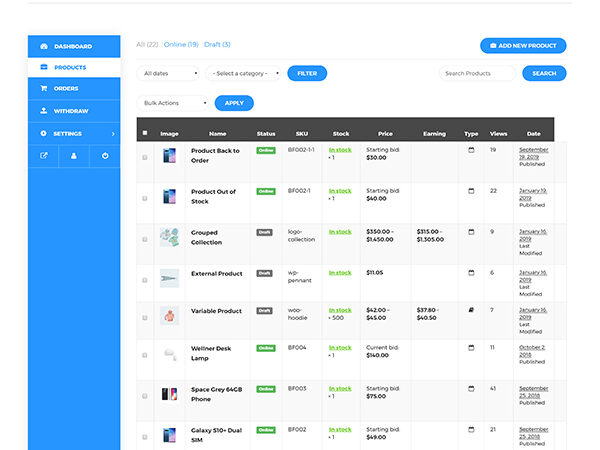 DASHBOARD
PRODUCTS
ORDERS
WITHDRAW
SETTINGS
All (22) Online (19) Draft (3)
ADD NEW PRODUCT
All dates - Select a category - FILTER Search Products SEARCH
Bulk Actions APPLY
Image Name Status SKU Stock Price Earning Type Views Date
Product Back to Online BF002-1-1 In stock Starting bid: 19 September
Order × 1 $30.00 19, 2019
Published
Product Out of Online BF002-1 In stock Starting bid: 22 January 19,
Stock × 1 $40.00 2019
Published
Grouped Draft logo- In stock $350.00 – $315.00 – 9 January 16,
Collection collection $1,450.00 $1,305.00 2019
Last
Modified
External Product Draft wp- In stock $11.05 6 January 16,
pennant 2019
Last
Modified
Variable Product Draft woo- In stock $42.00 – $37.80 – 7 January 16,
hoodie × 500 $45.00 $40.50 2019
Last
Modified
Wellner Desk Online BF004 In stock Current bid: 11 October 2,
Lamp × 1 $140.00 2018
Published
Space Grey 64GB Online BF003 In stock Starting bid: 41 September
Phone × 1 $75.00 25, 2018
Published
Galaxy S10+ Dual Online BF002 In stock Starting bid: 21 September
SIM × 1 $49.00 25, 2018
Published